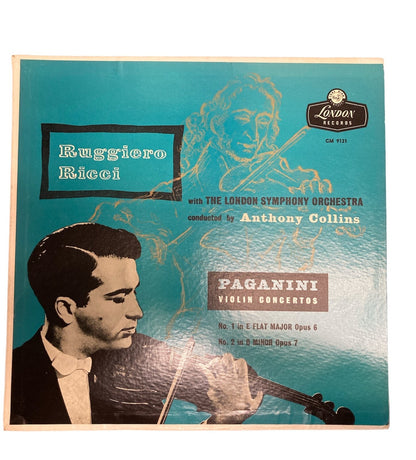 LONDON
RECORDS
CM 9121
Ruggiero
Ricci
with THE LONDON SYMPHONY ORCHESTRA
conducted by Anthony Collins
PAGANINI
VIOLIN CONCERTOS
No. 1 in E FLAT MAJOR Opus 6
No. 2 in B MINOR Opus 7